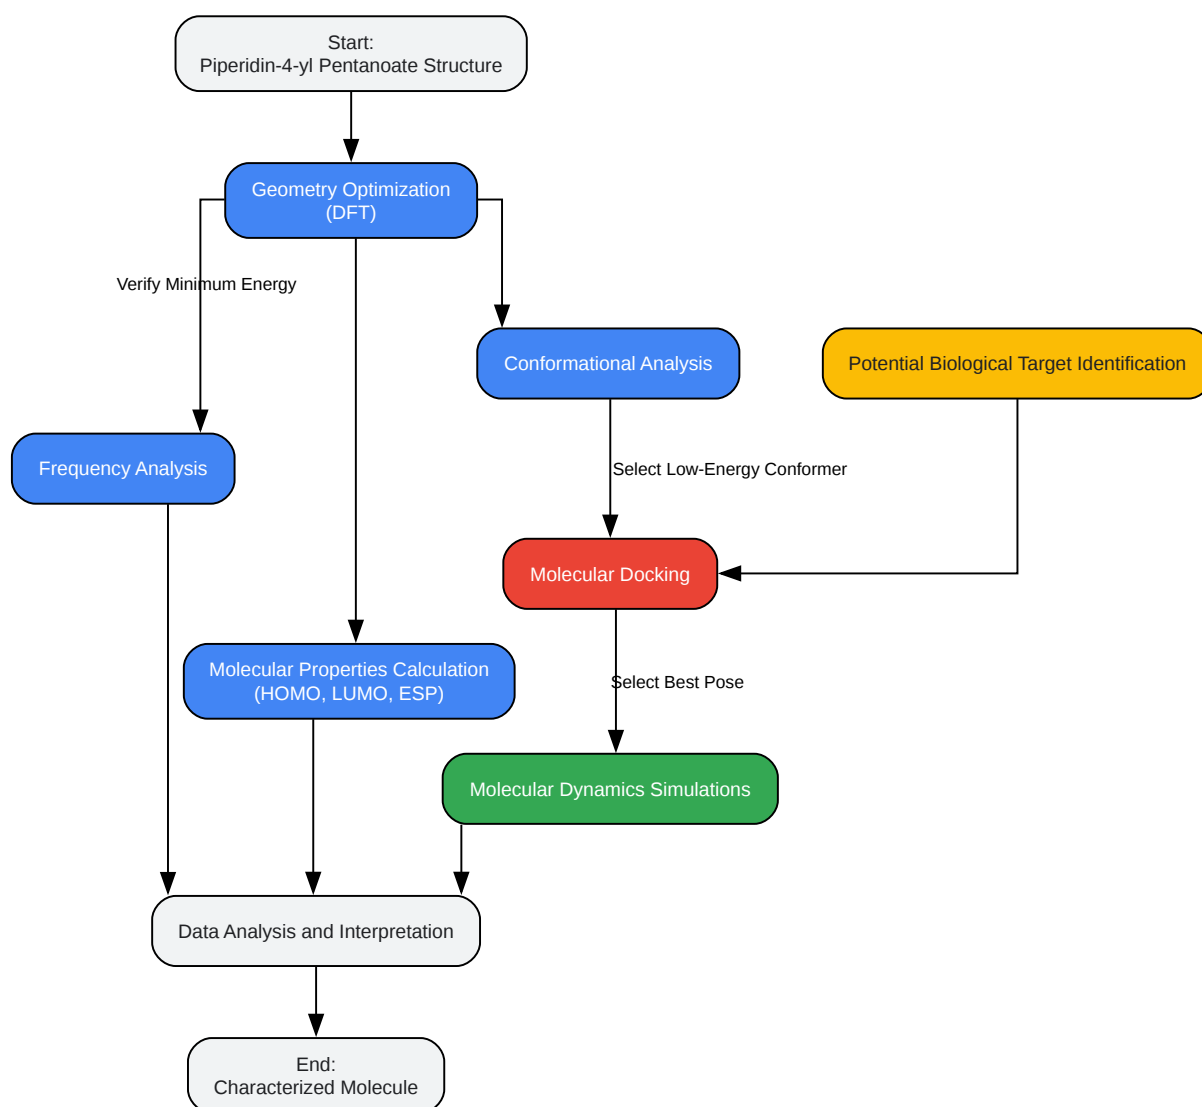 Start:
Piperidin-4-yl Pentanoate Structure
Geometry Optimization
(DFT)
Verify Minimum Energy
Conformational Analysis
Potential Biological Target Identification
Frequency Analysis
Select Low-Energy Conformer
Molecular Docking
Molecular Properties Calculation
(HOMO, LUMO, ESP)
Select Best Pose
Molecular Dynamics Simulations
Data Analysis and Interpretation
End:
Characterized Molecule